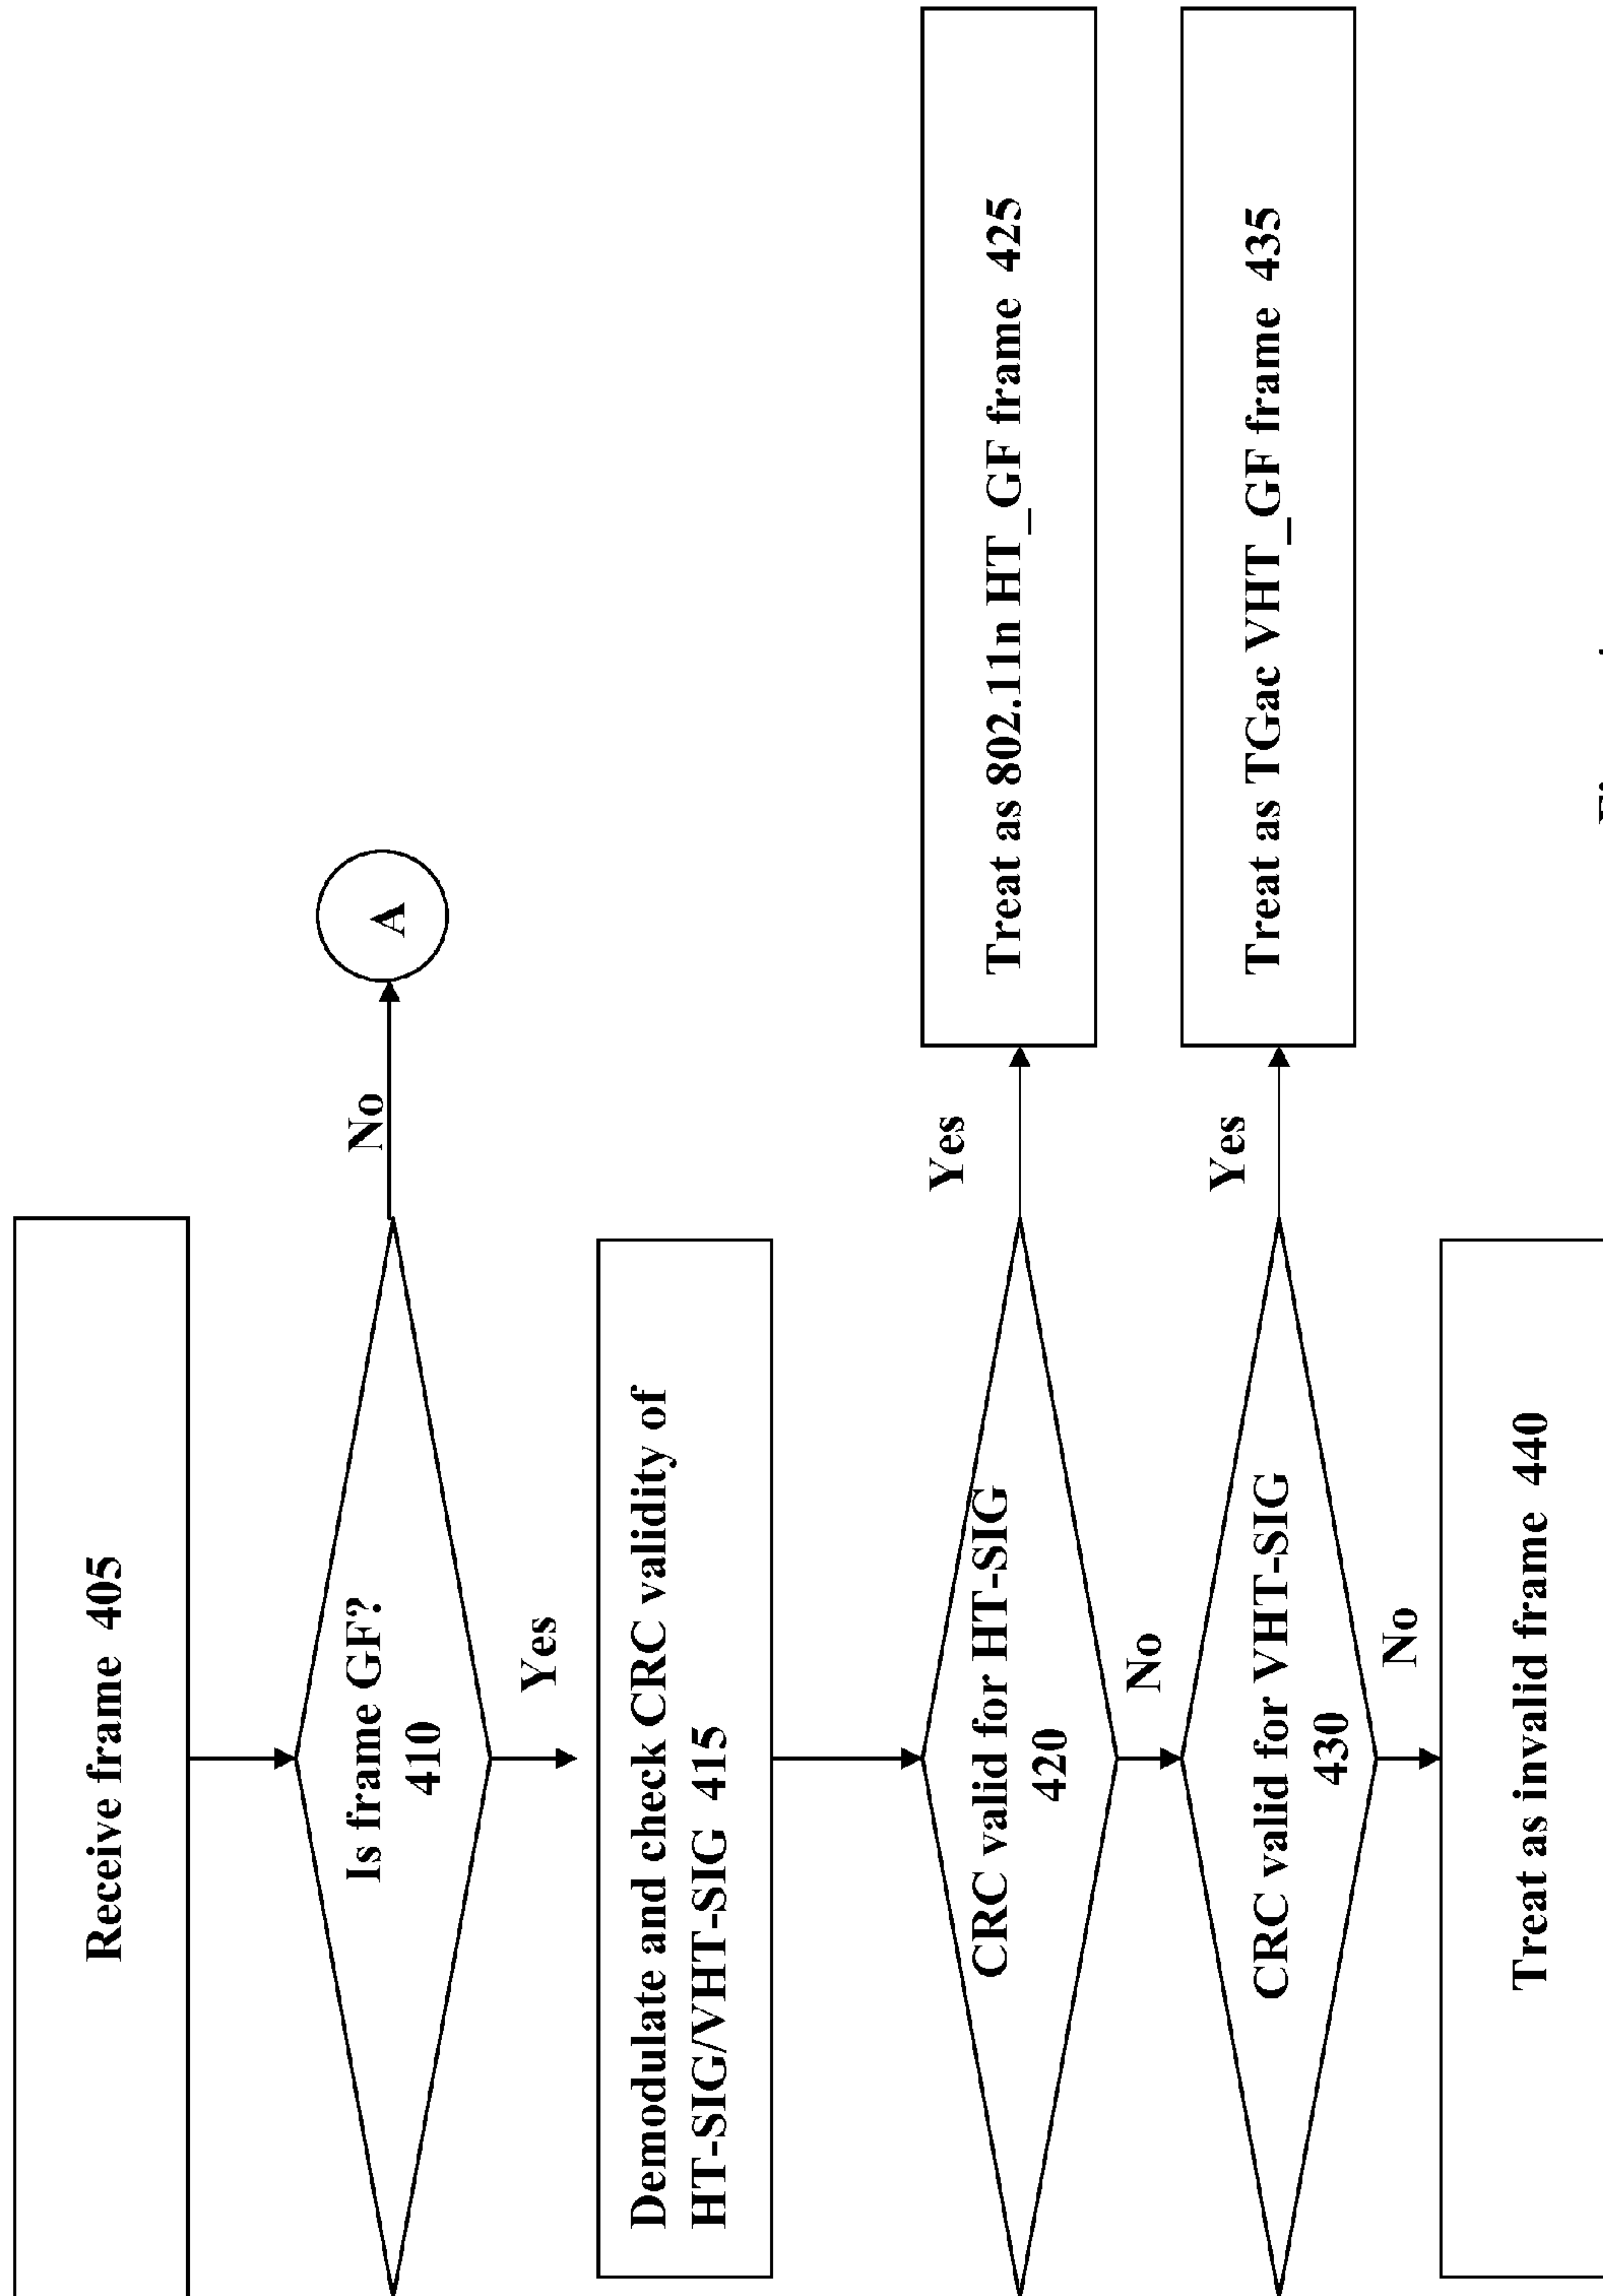 Receive frame 405
Is frame GF?
410
No
A
Yes
Demodulate and check CRC validity of
HT-SIG/VHT-SIG 415
CRC valid for HT-SIG
420
Yes
Treat as 802.11n HT_GF frame 425
No
CRC valid for VHT-SIG
430
Yes
Treat as TGac VHT_GF frame 435
No
Treat as invalid frame 440